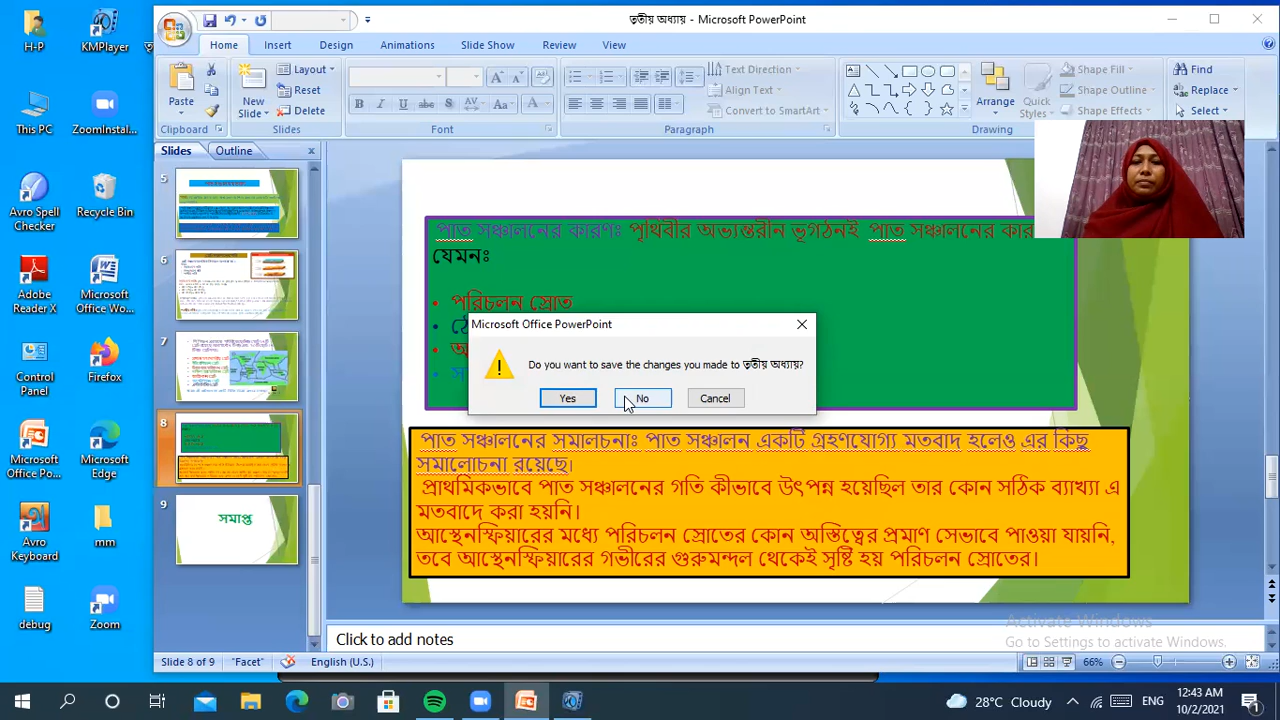 তৃতীয় অধ্যায় - Microsoft PowerPoint
Home Insert Design Animations Slide Show Review View
Paste
Clipboard
New
Slide
Layout
Reset
Delete
Slides
Font
Text Direction
Align Text
Convert to SmartArt
Paragraph
Arrange
Quick
Styles
Shape Fill
Shape Outline
Shape Effects
Drawing
Find
Replace
Select
H-P
KMPlayer
This PC
ZoomInstal...
Avro Spell
Checker
Recycle Bin
Adobe
Reader X
Microsoft
Office Wo...
Control
Panel
Firefox
Microsoft
Office Po...
Microsoft
Edge
Avro
Keyboard
mm
debug
Zoom
Slides Outline
5
6
7
8
9
সমাপ্ত
পাত সঞ্চালনের কারণঃ পৃথিবীর অভ্যন্তরীন ভূগঠনই পাত সঞ্চালনের
যেমনঃ
• পরিচলন স্রোত
Microsoft Office PowerPoint
Do you want to save the changes you made to তৃতীয় অধ্যায়?
Yes No Cancel
পাত সঞ্চালনের সমালচনাঃ পাত সঞ্চালন একটি গ্রহণযোগ্য মতবাদ হলেও এর কিছু
সমালোচনা রয়েছে।
প্রাথমিকভাবে পাত সঞ্চালনের গতি কীভাবে উৎপন্ন হয়েছিল তার কোন সঠিক ব্যাখ্যা এ
মতবাদে করা হয়নি।
আস্থেনস্ফিয়ারের মধ্যে পরিচলন স্রোতের কোন অস্তিত্বের প্রমাণ সেভাবে পাওয়া যায়নি,
তবে আস্থেনস্ফিয়ারের গভীরের গুরুমন্দল থেকেই সৃষ্টি হয় পরিচলন স্রোতের।
Activate Windows
Go to Settings to activate Windows.
Click to add notes
Slide 8 of 9 "Facet" English (U.S.) 66%
28°C Cloudy ENG 12:43 AM
10/2/2021